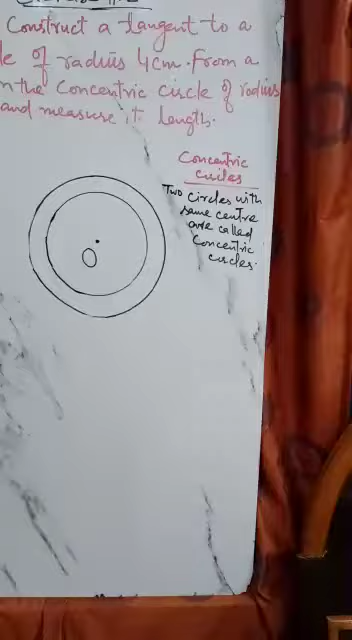 Construct a tangent to a
le of radius 4cm from a
n the Concentric circle of radius
and measure it Length.
Concentric
circles
Two circles with
same centre
are called
Concentric
circles.
O